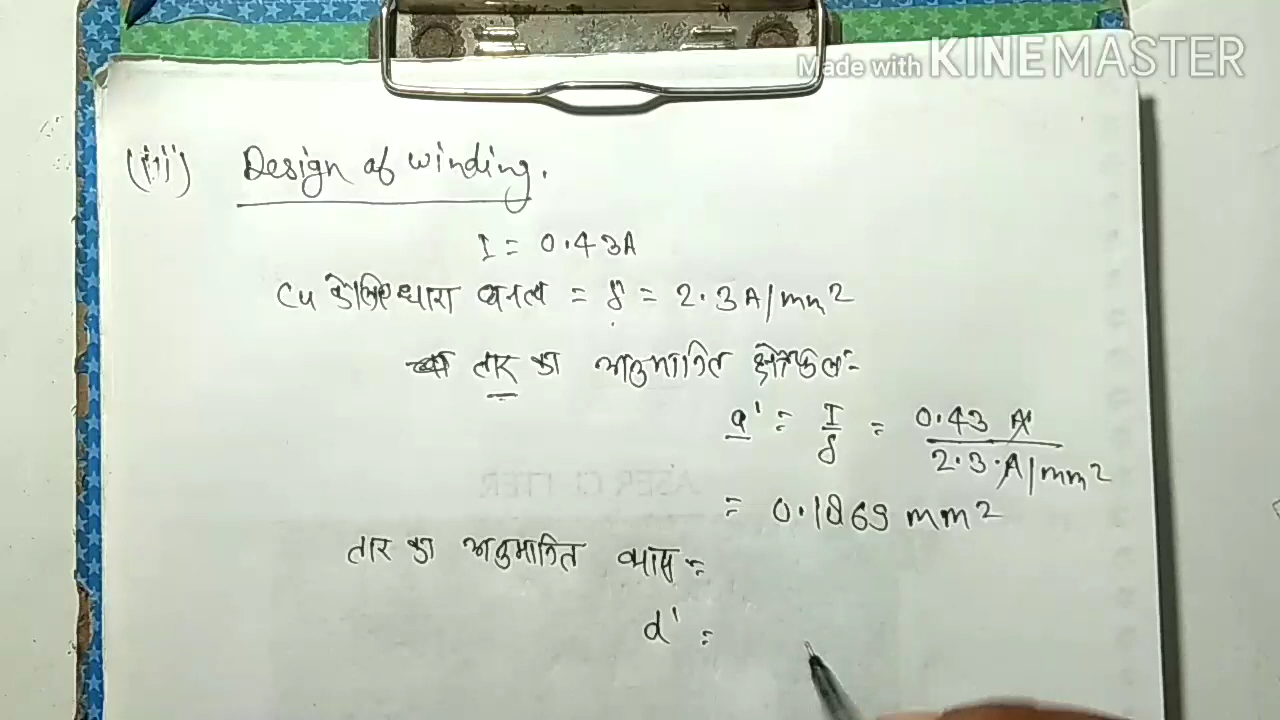 Made with KINEMASTER
(iii) Design of winding.
I = 0.43A
Cu के लिए धारा घनत्व = δ = 2.3 A/mm2
तार का अनुमानित क्षेत्रफल =
a' = I/δ = 0.43 A / 2.3 A/mm2
= 0.1869 mm2
तार का अनुमानित व्यास =
d' =